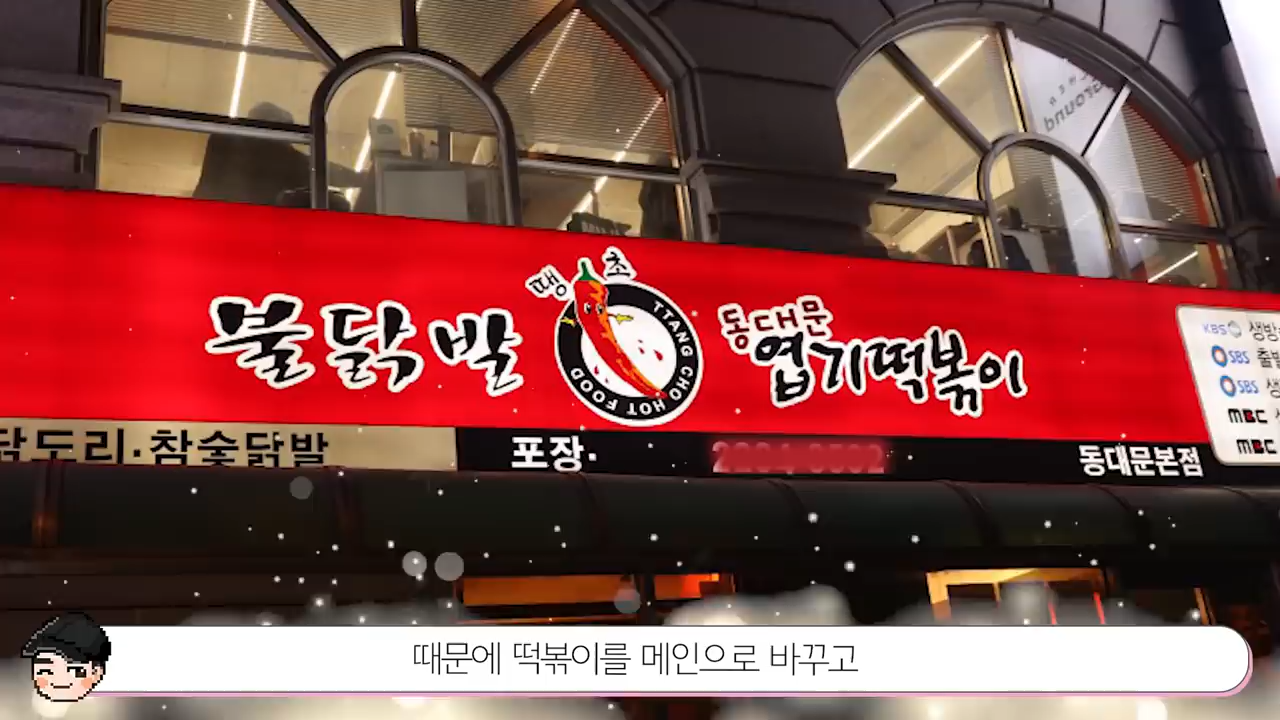 불닭발
땡초
TTANG CHO HOT FOOD
동대문
엽기떡볶이
KBS
SBS
SBS
MBC
MBC
닭도리·참숯닭발
포장·
동대문본점
때문에 떡볶이를 메인으로 바꾸고